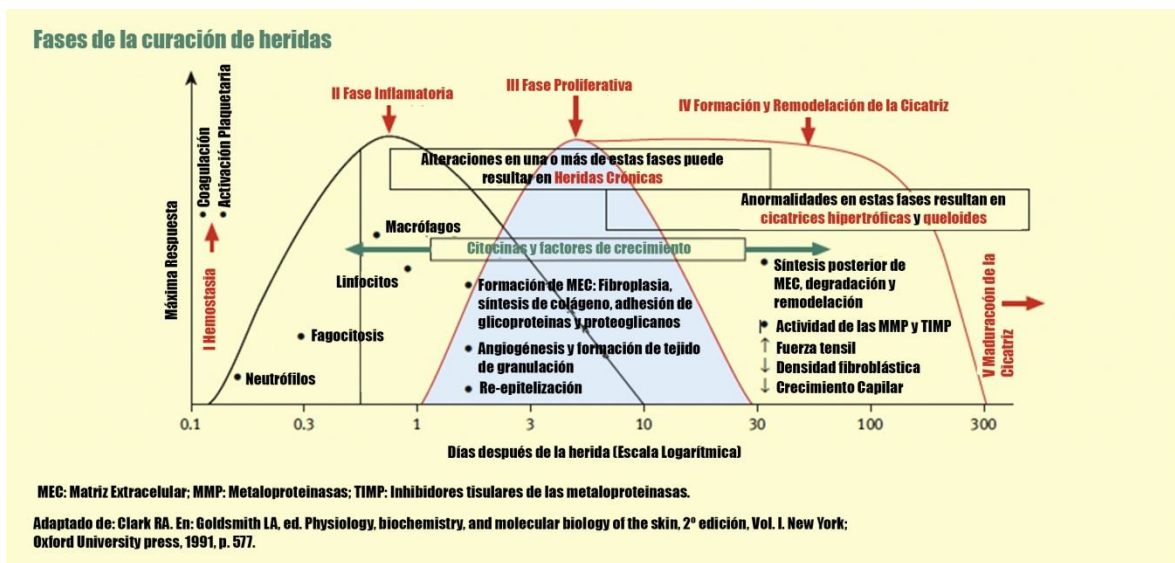 Fases de la curación de heridas
Máxima Respuesta
I Hemostasia
• Coagulación
• Activación Plaquetaria
II Fase Inflamatoria
III Fase Proliferativa
IV Formación y Remodelación de la Cicatriz
Alteraciones en una o más de estas fases puede
resultar en Heridas Crònicas
Anormalidades en estas fases resultan en
cicatrices hipertróficas y queloides
Macrófagos
Citocinas y factores de crecimiento
Linfocitos
• Fagocitosis
• Neutrófilos
• Formación de MEC: Fibroplasia,
síntesis de colágeno, adhesión de
glicoproteinas y proteoglicanos
• Angiogénesis y formación de tejido
de granulación
• Re-epitelización
• Síntesis posterior de
MEC, degradación y
remodelación
• Actividad de las MMP y TIMP
↑ Fuerza tensil
↓ Densidad fibroblástica
↓ Crecimiento Capilar
V Maduracoón de la
Cicatriz
0.1 0.3 1 3 10 30 100 300
Días después de la herida (Escala Logarítmica)
MEC: Matriz Extracelular; MMP: Metaloproteinasas; TIMP: Inhibidores tisulares de las metaloproteinasas.
Adaptado de: Clark RA. En: Goldsmith LA, ed. Physiology, biochemistry, and molecular biology of the skin, 2º edición, Vol. I. New York;
Oxford University press, 1991, p. 577.